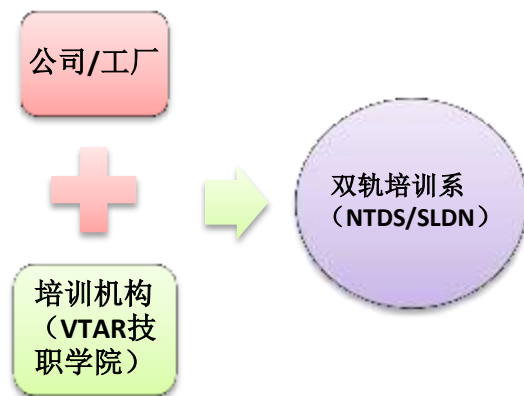 公司/工厂
培训机构
（VTAR技
职学院）
双轨培训系
（NTDS/SLDN）